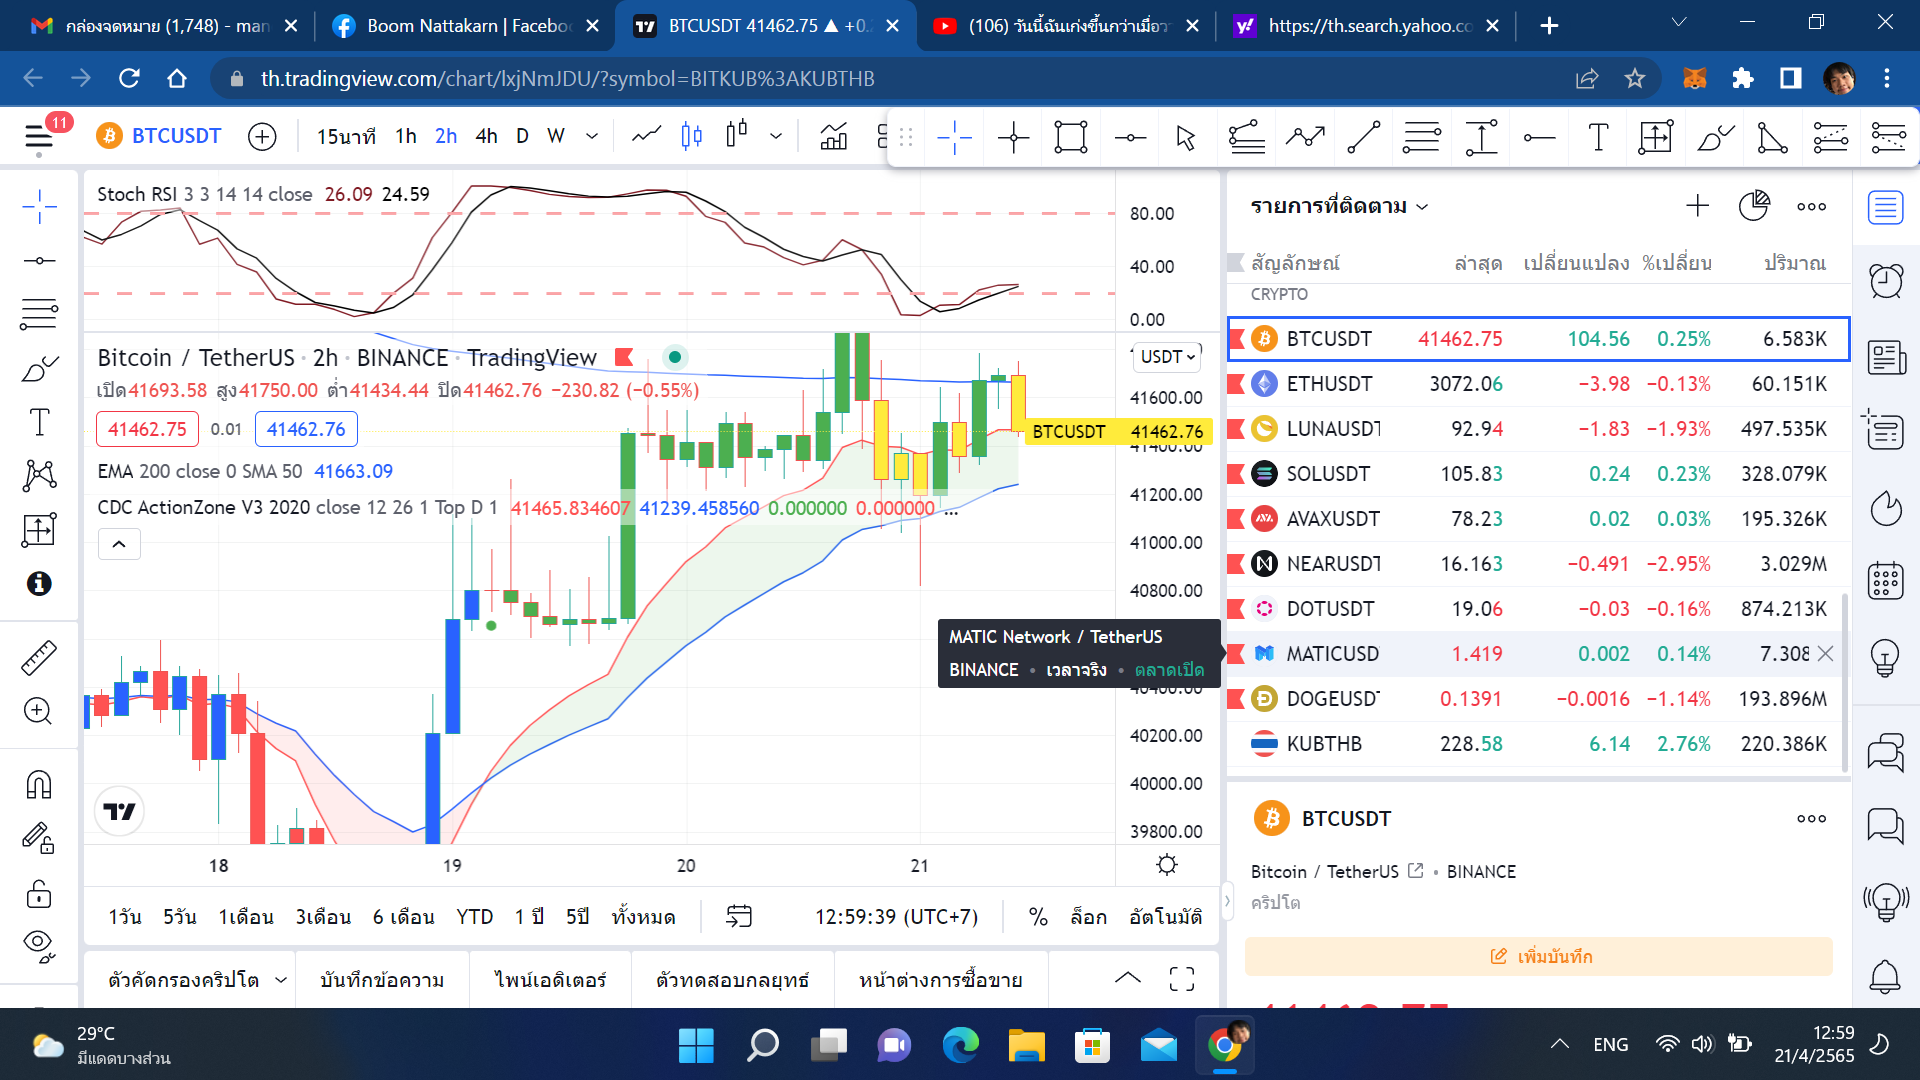 กล่องจดหมาย (1,748) - man
Boom Nattakarn | Facebo
BTCUSDT 41462.75 ▲ +0.
(106) วันนี้ฉันเก่งขึ้นกว่าเมื่อวา
https://th.search.yahoo.co
th.tradingview.com/chart/lxjNmJDU/?symbol=BITKUB%3AKUBTHB
11
BTCUSDT
15นาที 1h 2h 4h D W
Stoch RSI 3 3 14 14 close 26.09 24.59
80.00
40.00
0.00
Bitcoin / TetherUS · 2h · BINANCE · TradingView
USDT
เปิด41693.58 สูง41750.00 ต่ำ41434.44 ปิด41462.76 −230.82 (−0.55%)
41462.75 0.01 41462.76
EMA 200 close 0 SMA 50 41663.09
CDC ActionZone V3 2020 close 12 26 1 Top D 1 41465.834607 41239.458560 0.000000 0.000000 ...
41600.00
BTCUSDT 41462.76
41400.00
41200.00
41000.00
40800.00
40400.00
40200.00
40000.00
39800.00
MATIC Network / TetherUS
BINANCE • เวลาจริง • ตลาดเปิด
18 19 20 21
1วัน 5วัน 1เดือน 3เดือน 6 เดือน YTD 1 ปี 5ปี ทั้งหมด
12:59:39 (UTC+7) % ล็อก อัตโนมัติ
ตัวคัดกรองคริปโต บันทึกข้อความ ไพน์เอดิเตอร์ ตัวทดสอบกลยุทธ์ หน้าต่างการซื้อขาย
รายการที่ติดตาม
สัญลักษณ์ ล่าสุด เปลี่ยนแปลง %เปลี่ยน ปริมาณ
CRYPTO
BTCUSDT 41462.75 104.56 0.25% 6.583K
ETHUSDT 3072.06 −3.98 −0.13% 60.151K
LUNAUSDT 92.94 −1.83 −1.93% 497.535K
SOLUSDT 105.83 0.24 0.23% 328.079K
AVAXUSDT 78.23 0.02 0.03% 195.326K
NEARUSDT 16.163 −0.491 −2.95% 3.029M
DOTUSDT 19.06 −0.03 −0.16% 874.213K
MATICUSD 1.419 0.002 0.14% 7.308
DOGEUSDT 0.1391 −0.0016 −1.14% 193.896M
KUBTHB 228.58 6.14 2.76% 220.386K
BTCUSDT
Bitcoin / TetherUS • BINANCE
คริปโต
เพิ่มบันทึก
29°C
มีแดดบางส่วน
ENG
12:59
21/4/2565